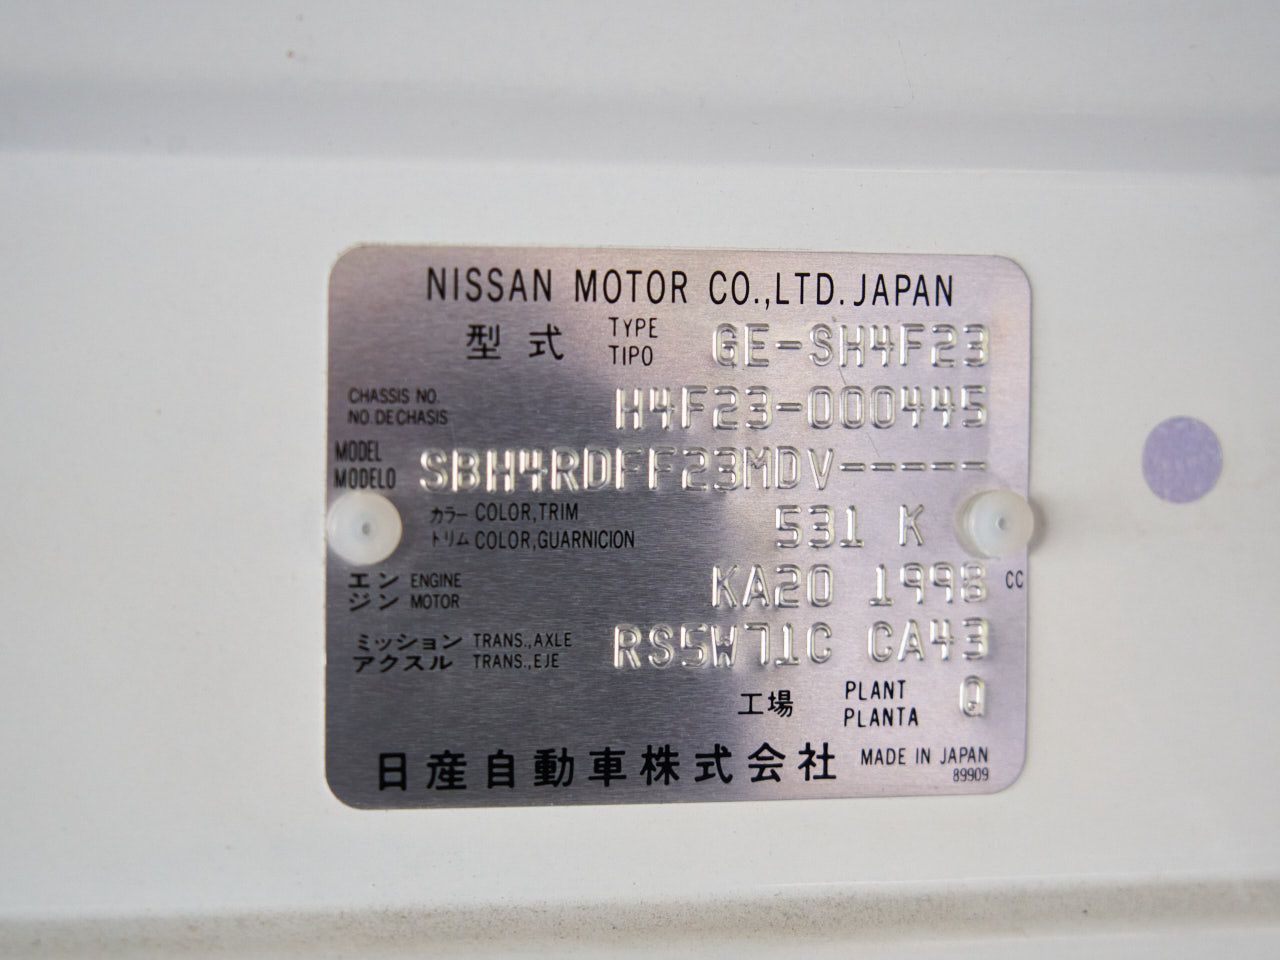 NISSAN MOTOR CO.,LTD. JAPAN
型式 TYPE TIPO GE-SH4F23
CHASSIS NO. NO. DE CHASIS H4F23-000445
MODEL MODELO SBH4RDFF23MDV-----
カラー COLOR,TRIM
トリム COLOR,GUARNICION 531 K
エン ENGINE
ジン MOTOR KA20 1998 CC
ミッション TRANS.,AXLE
アクスル TRANS.,EJE RS5W71C CA43
工場 PLANT PLANTA Q
日産自動車株式会社 MADE IN JAPAN
89909